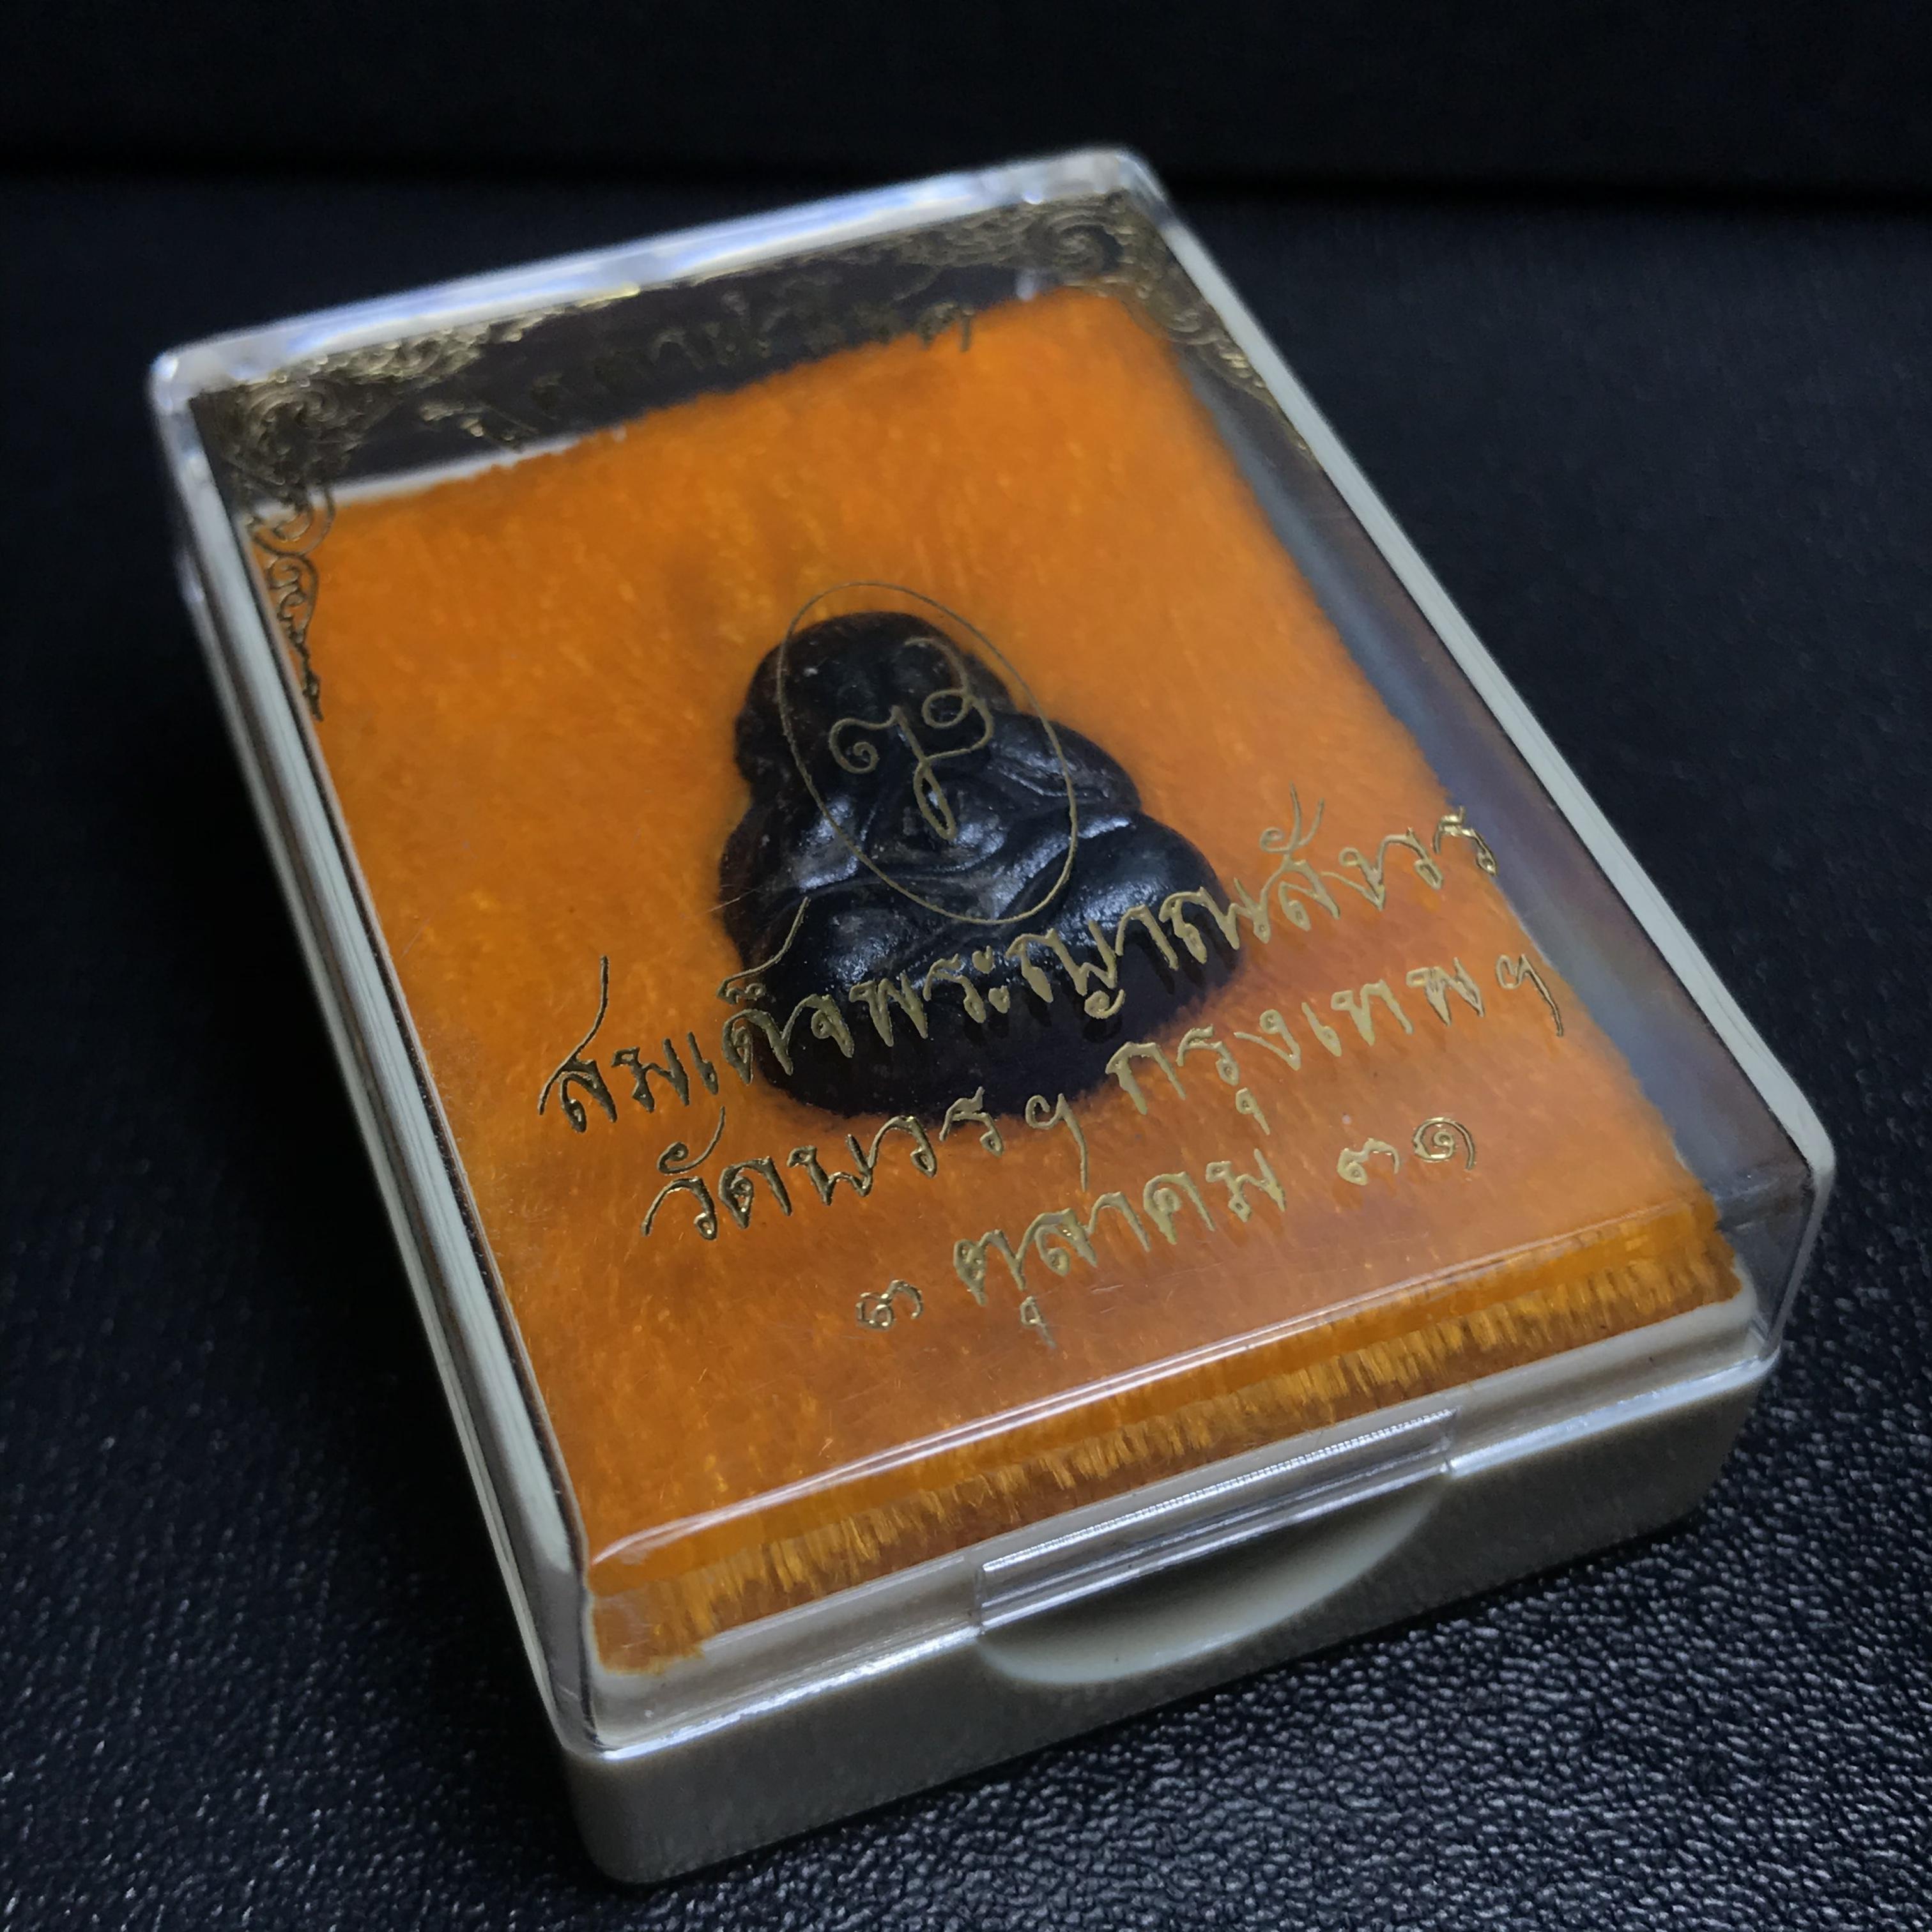 สมเด็จพระญาณสังวร
วัดบวรฯ กรุงเทพฯ
๓ ตุลาคม ๓๑